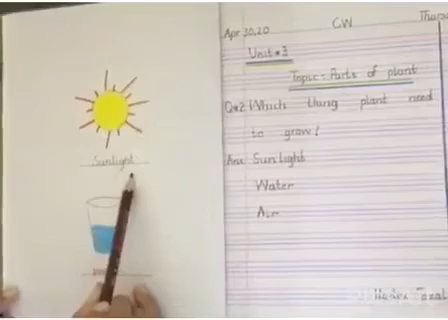 Sunlight
Apr 30,20 CW
Unit*3
Topic: Parts of plant
Q*2 Which thing plant need
to grow?
Ans Sunlight
Water
Air